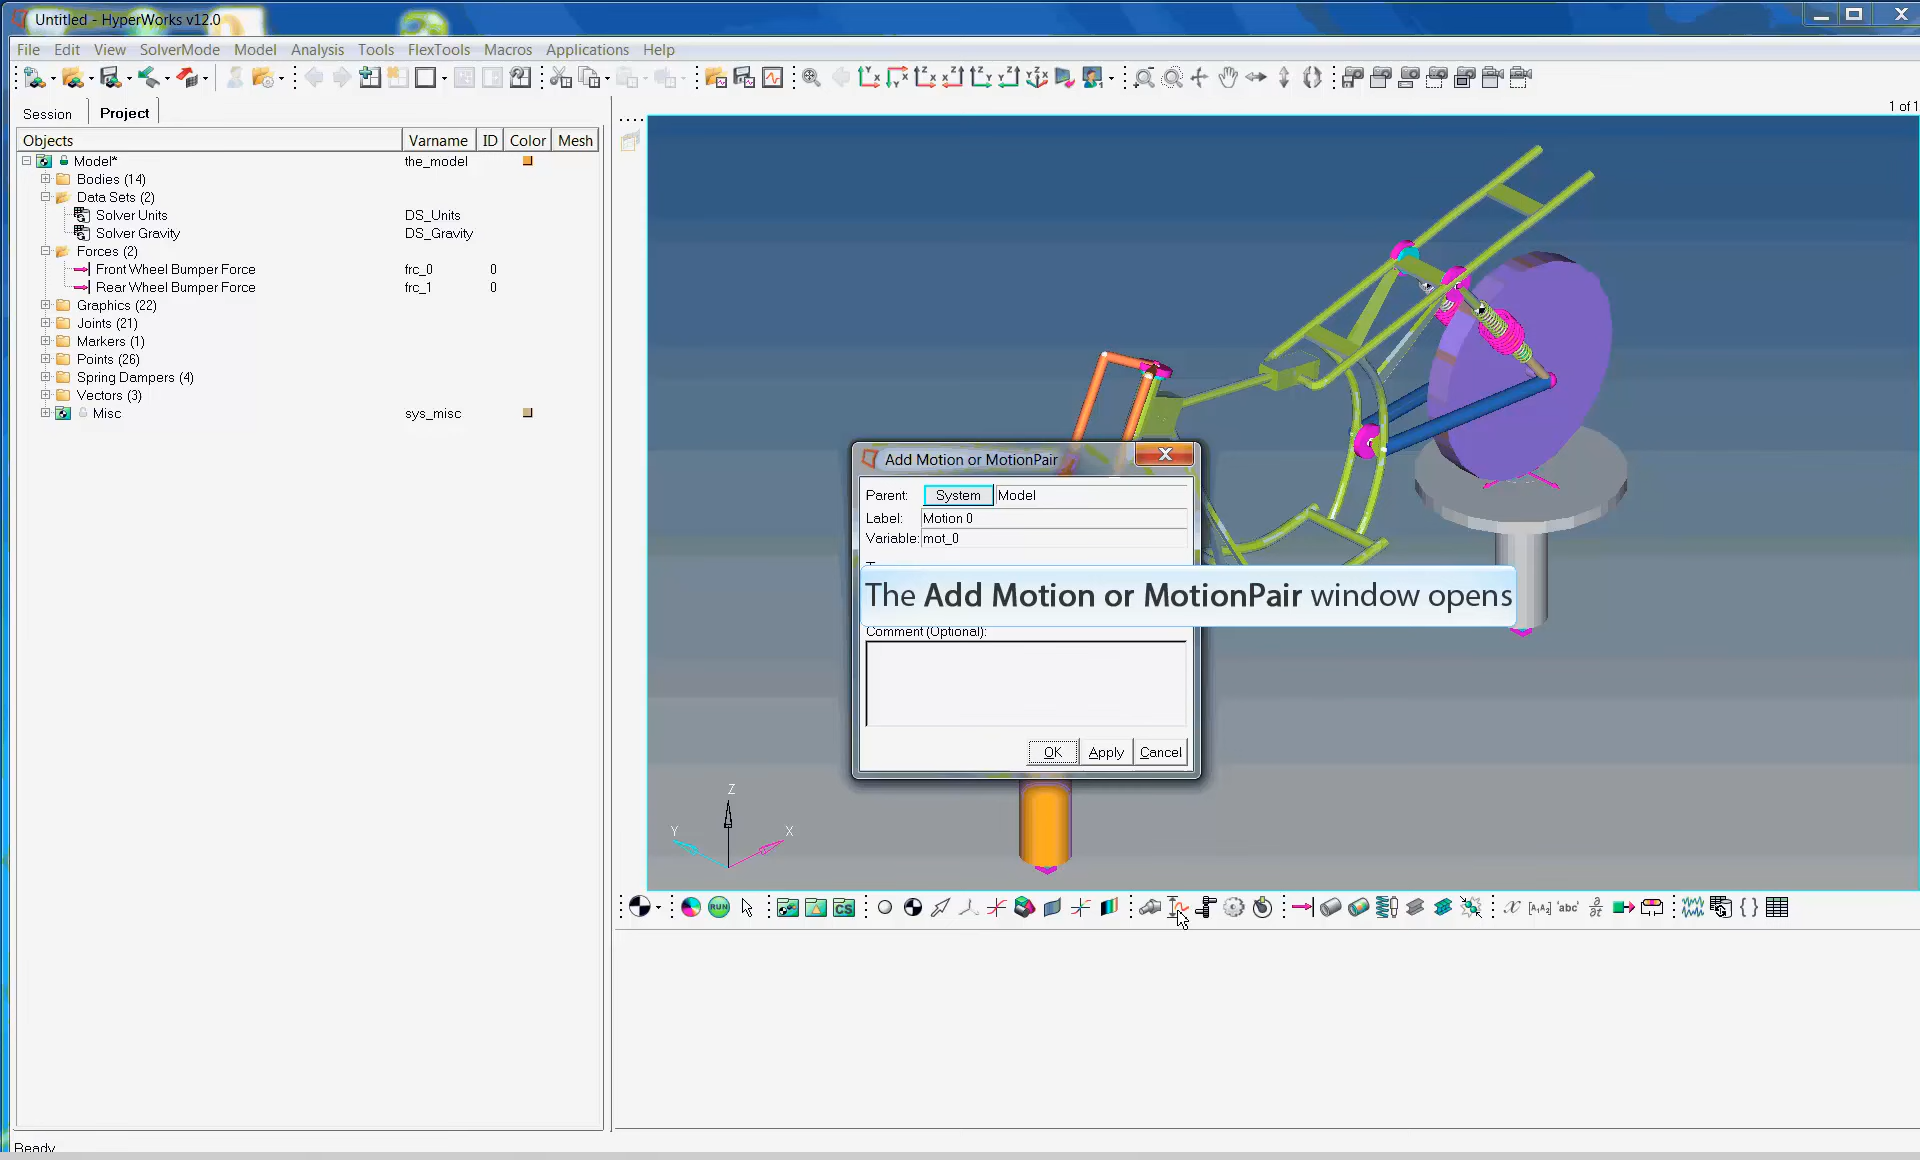 Untitled - HyperWorks v12.0
File Edit View SolverMode Model Analysis Tools FlexTools Macros Applications Help
1 of 1
Session Project
Objects Varname ID Color Mesh
Model* the_model
Bodies (14)
Data Sets (2)
Solver Units DS_Units
Solver Gravity DS_Gravity
Forces (2)
Front Wheel Bumper Force frc_0 0
Rear Wheel Bumper Force frc_1 0
Graphics (22)
Joints (21)
Markers (1)
Points (26)
Spring Dampers (4)
Vectors (3)
Misc sys_misc
Add Motion or MotionPair
Parent: System Model
Label: Motion 0
Variable: mot_0
The Add Motion or MotionPair window opens
Comment (Optional):
OK Apply Cancel
Z
Y X
RUN CS 'abc'
Ready